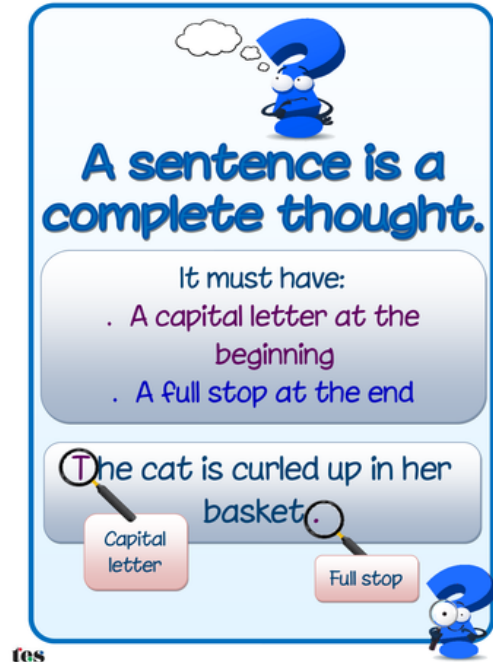 A sentence is a
complete thought.
It must have:
. A capital letter at the
beginning
. A full stop at the end
The cat is curled up in her
basket.
Capital
letter
Full stop
tes